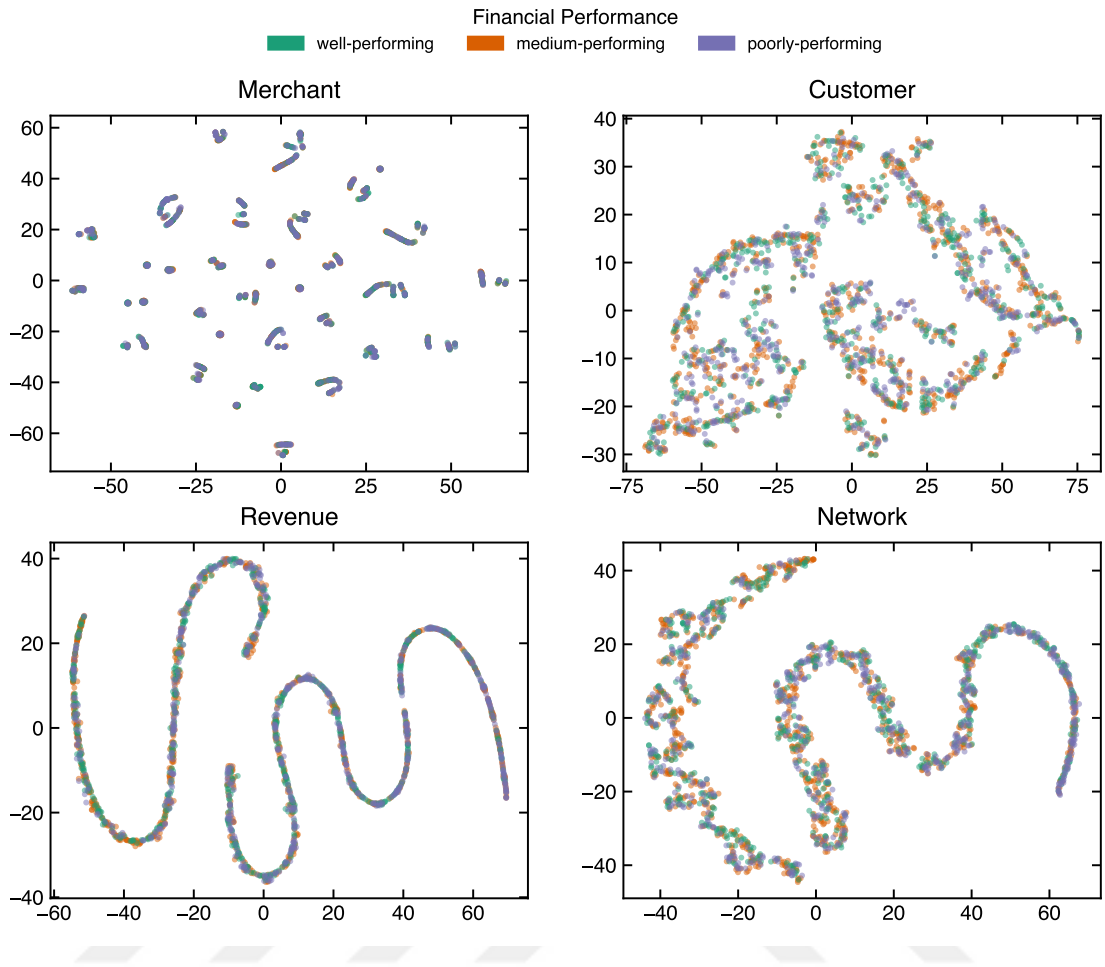 Financial Performance
well-performing medium-performing poorly-performing
Merchant
60
40
20
0
−20
−40
−60
−50 −25 0 25 50
Customer
40
30
20
10
0
−10
−20
−30
−75 −50 −25 0 25 50 75
Revenue
40
20
0
−20
−40
−60 −40 −20 0 20 40 60
Network
40
20
0
−20
−40
−40 −20 0 20 40 60